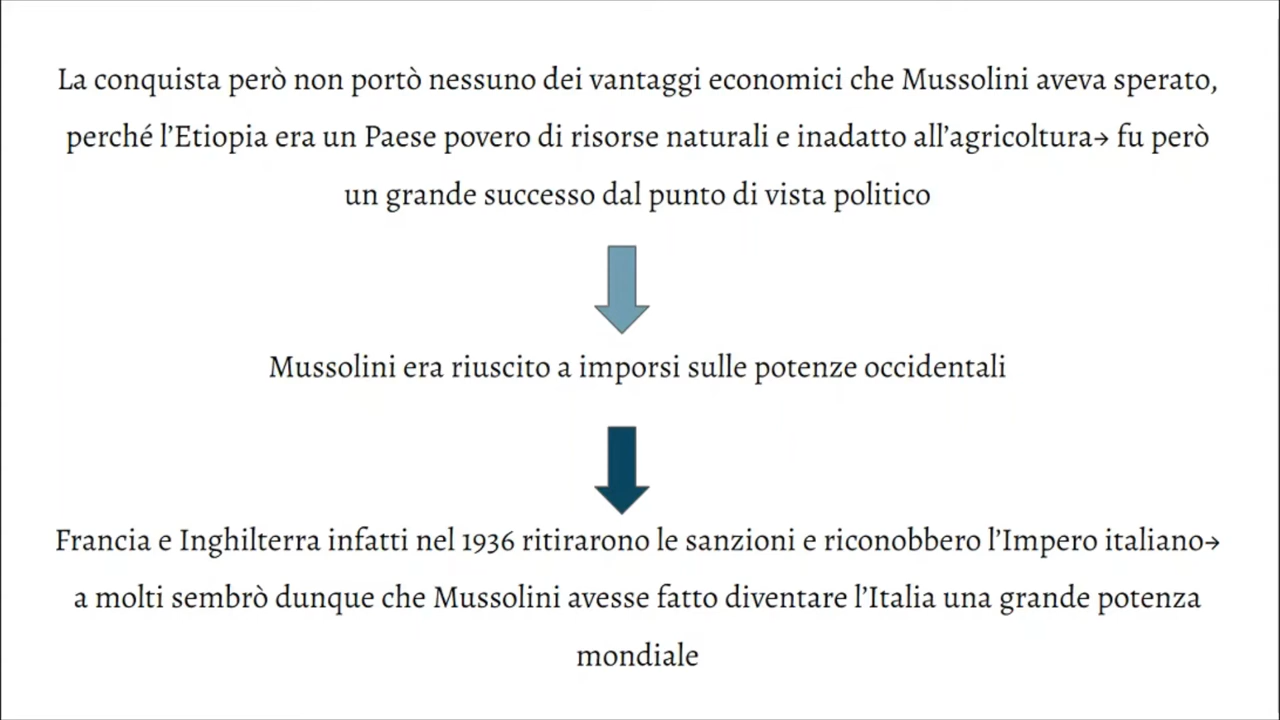 La conquista però non portò nessuno dei vantaggi economici che Mussolini aveva sperato,
perché l’Etiopia era un Paese povero di risorse naturali e inadatto all’agricoltura→ fu però
un grande successo dal punto di vista politico
Mussolini era riuscito a imporsi sulle potenze occidentali
Francia e Inghilterra infatti nel 1936 ritirarono le sanzioni e riconobbero l’Impero italiano→
a molti sembrò dunque che Mussolini avesse fatto diventare l’Italia una grande potenza
mondiale